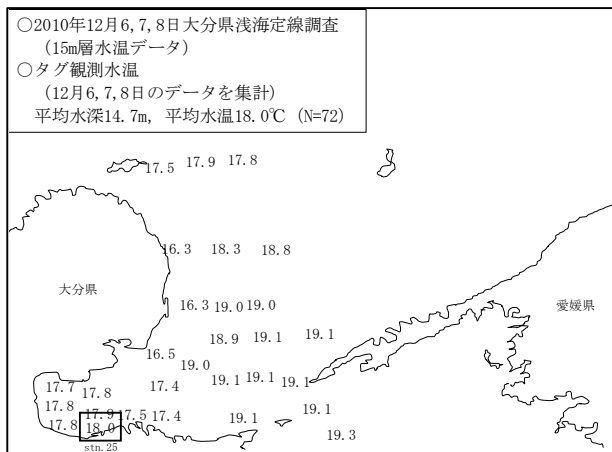 ○2010年12月6,7,8日大分県浅海定線調査
(15m層水温データ)
○タグ観測水温
(12月6,7,8日のデータを集計)
平均水深14.7m, 平均水温18.0℃ (N=72)
17.5 17.9 17.8
16.3 18.3 18.8
大分県
愛媛県
16.3 19.0 19.0
18.9 19.1 19.1
16.5
19.0
19.1 19.1 19.1
17.7 17.8 17.4
17.8
17.9 17.5 17.4 19.1 19.1
17.8 18.0
19.3
stn.25